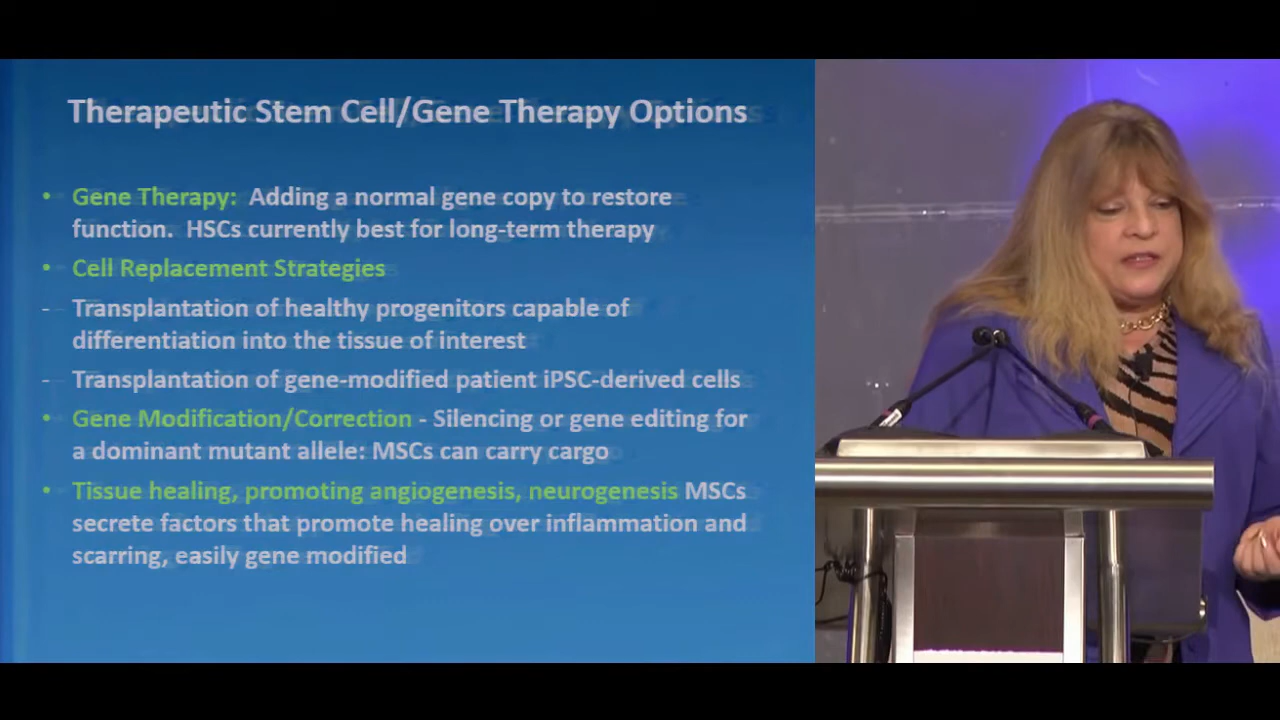 Therapeutic Stem Cell/Gene Therapy Options
• Gene Therapy: Adding a normal gene copy to restore
function. HSCs currently best for long-term therapy
• Cell Replacement Strategies
- Transplantation of healthy progenitors capable of
differentiation into the tissue of interest
- Transplantation of gene-modified patient iPSC-derived cells
• Gene Modification/Correction - Silencing or gene editing for
a dominant mutant allele: MSCs can carry cargo
• Tissue healing, promoting angiogenesis, neurogenesis MSCs
secrete factors that promote healing over inflammation and
scarring, easily gene modified